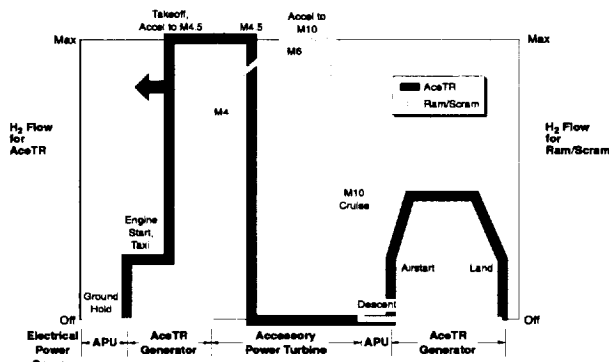 Takeoff,
Accel to M4.5
M4.5
Accel to
M10
Max
M6
Max
AceTR
Ram/Scram
M4
H2 Flow
for
AceTR
H2 Flow
for
Ram/Scram
M10
Cruise
Engine
Start,
Taxi
Airstart
Land
Ground
Hold
Descent
Off
Off
Electrical
Power
APU
AceTR
Generator
Accessory
Power Turbine
APU
AceTR
Generator